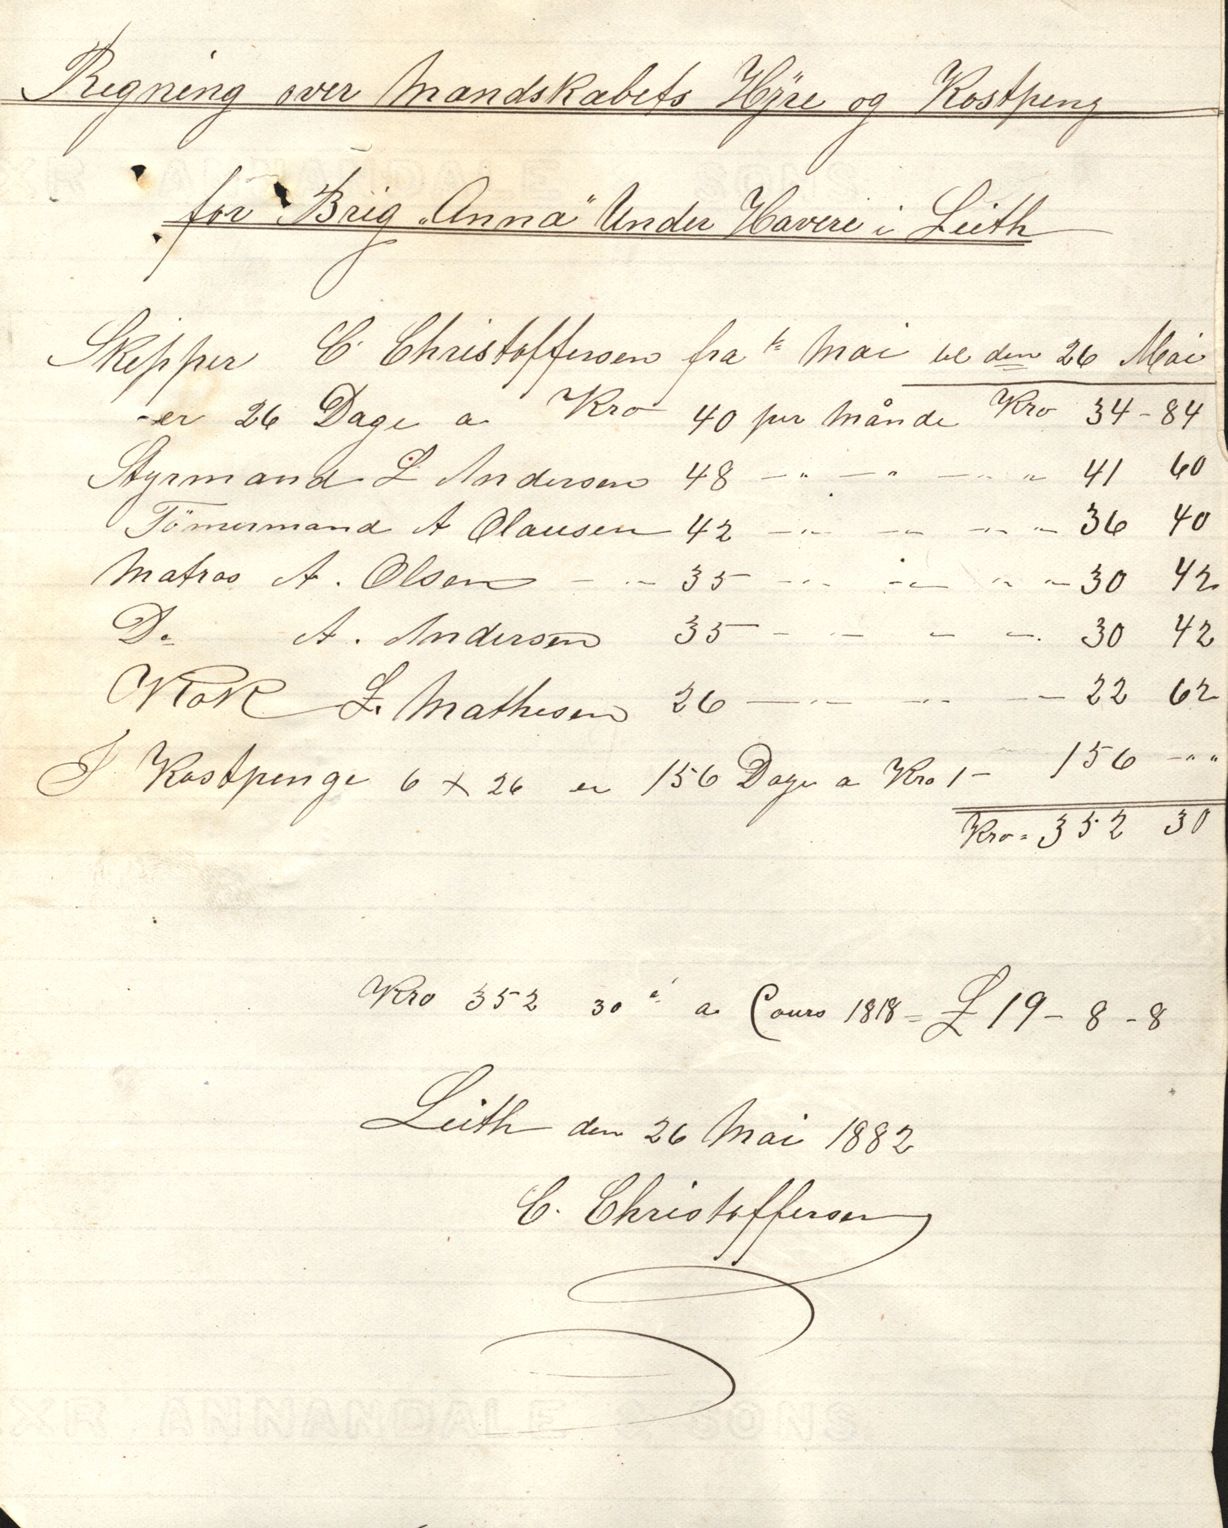 Regning over Mandskabets Hÿre og Kostpeng
for Brig „Anna" Under Havere i Leith
Skipper C Christoffersen fra 1ste Mai til den 26 Mai
er 26 Dage a Kro 40 per Månde Kro 34 - 84
Styrmand L Andersen 48 — " — " — " " 41 60
Tömmermand A Olausen 42 — " — " — " " 36 40
Matros A. Olsen — " — 35 — " — " — " " — 30 42
Do A. Andersen 35 — " — " — " — 30 42
Kok L. Mathesen 26 — " — " — 22 62
I Kostpenge 6 x 26 er 156 Dage a Kro 1 — 156 — " "
Kro = 352 30
Kro 352 30 a Cours 1818 = £ 19 - 8 - 8
Leith den 26 Mai 1882
C. Christoffersen
ANNANDALE & SONS